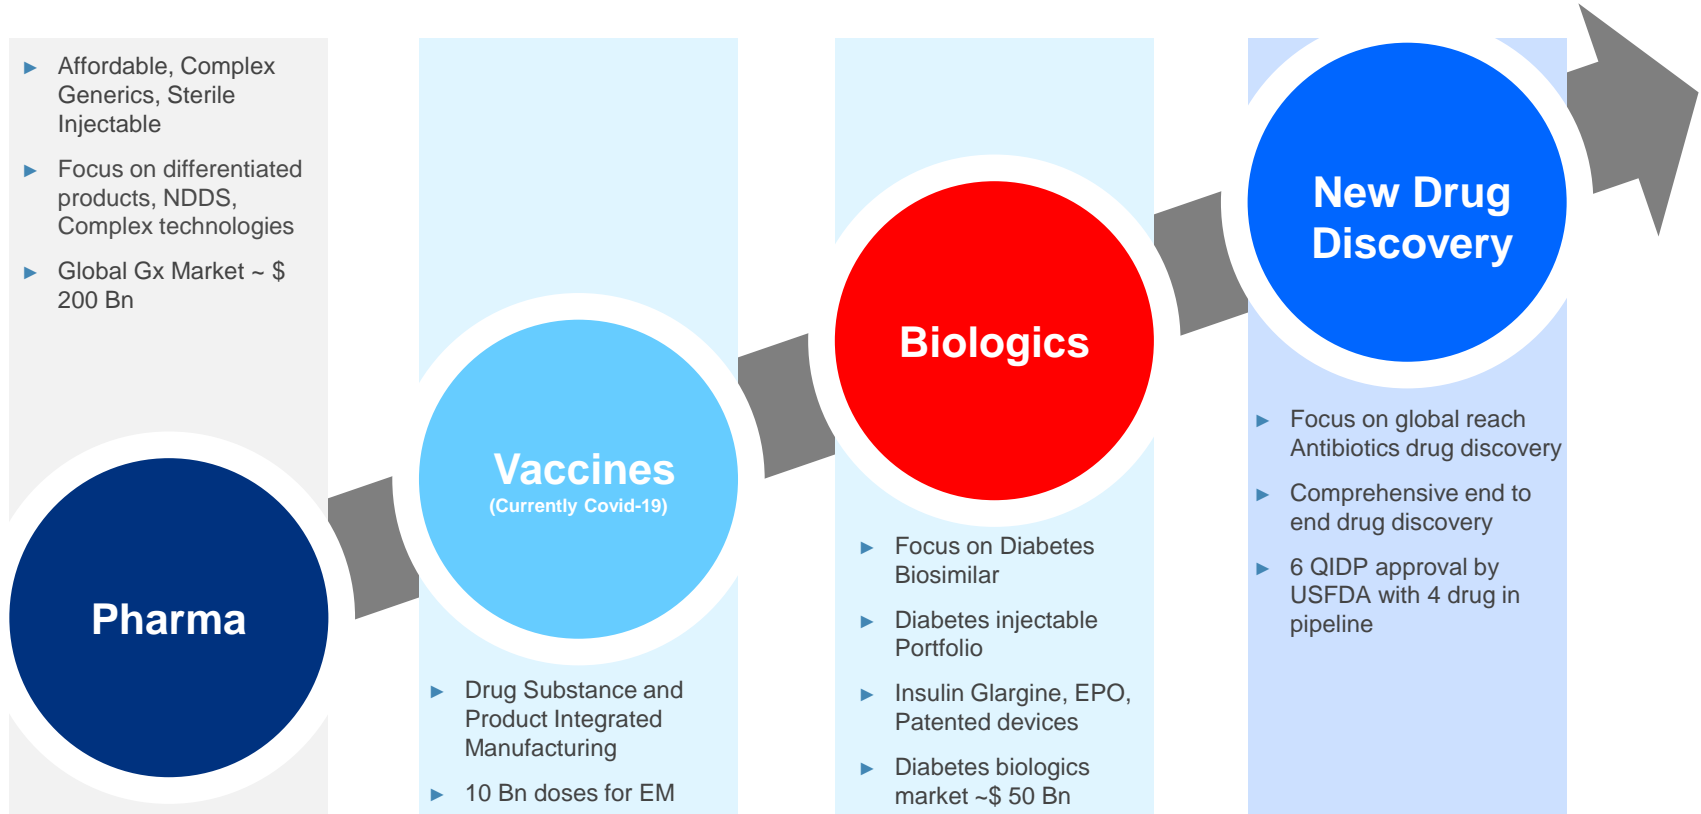 ► Affordable, Complex
Generics, Sterile
Injectable
► Focus on differentiated
products, NDDS,
Complex technologies
► Global Gx Market ~ $
200 Bn
Pharma
Vaccines
(Currently Covid-19)
► Drug Substance and
Product Integrated
Manufacturing
► 10 Bn doses for EM
Biologics
► Focus on Diabetes
Biosimilar
► Diabetes injectable
Portfolio
► Insulin Glargine, EPO,
Patented devices
► Diabetes biologics
market ~$ 50 Bn
New Drug
Discovery
► Focus on global reach
Antibiotics drug discovery
► Comprehensive end to
end drug discovery
► 6 QIDP approval by
USFDA with 4 drug in
pipeline